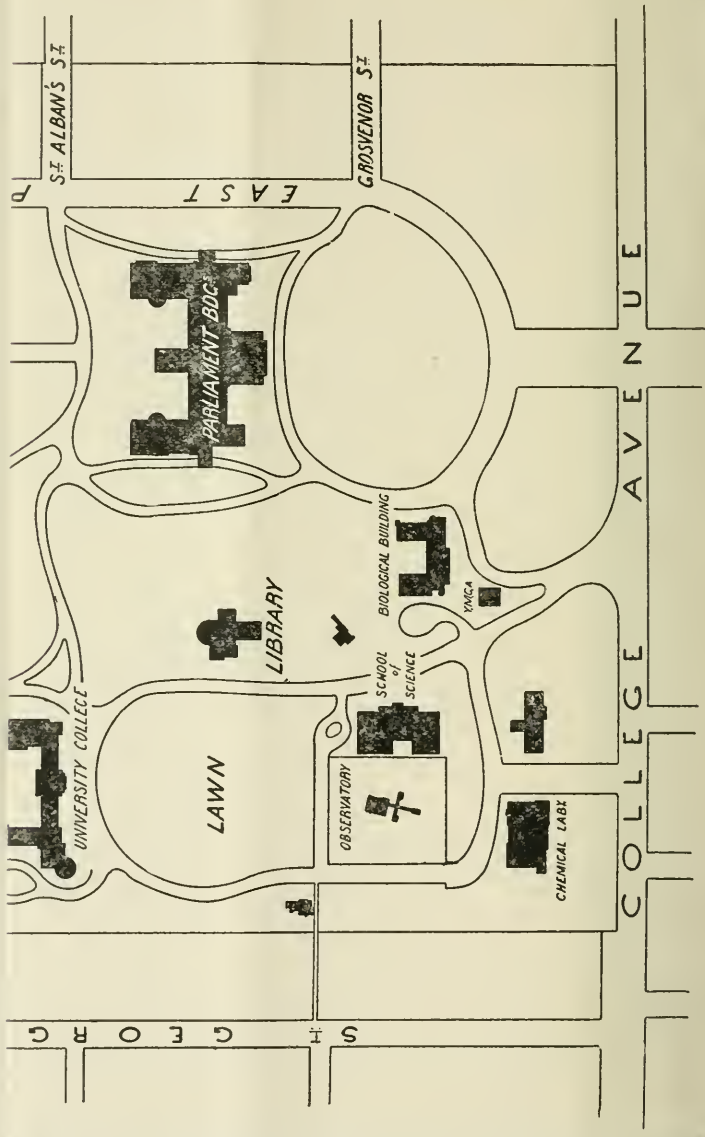 ST ALBAN'S ST
GROSVENOR ST
P
EAST
PARLIAMENT BDGS
AVENUE
BIOLOGICAL BUILDING
Y.M.C.A
LIBRARY
SCHOOL
of
SCIENCE
UNIVERSITY COLLEGE
LAWN
OBSERVATORY
CHEMICAL LABY
COLLEGE
ST
GEORG